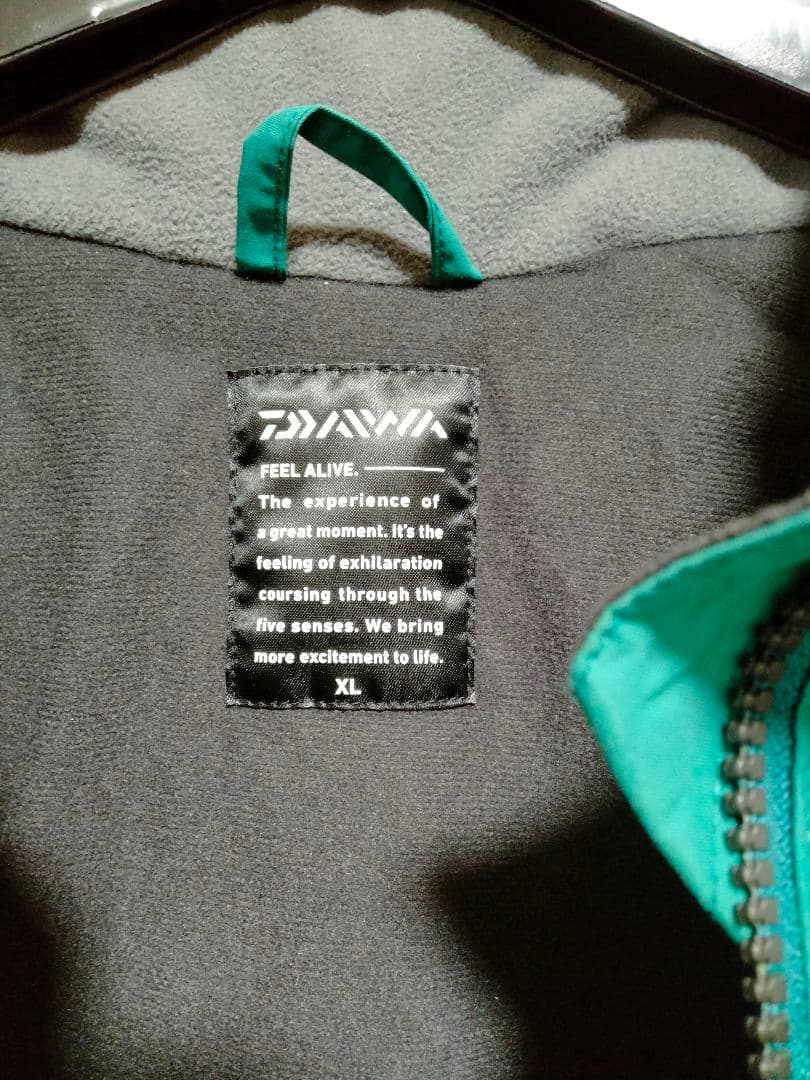 DAIWA
FEEL ALIVE.
The experience of
a great moment. It's the
feeling of exhilaration
coursing through the
five senses. We bring
more excitement to life.
XL